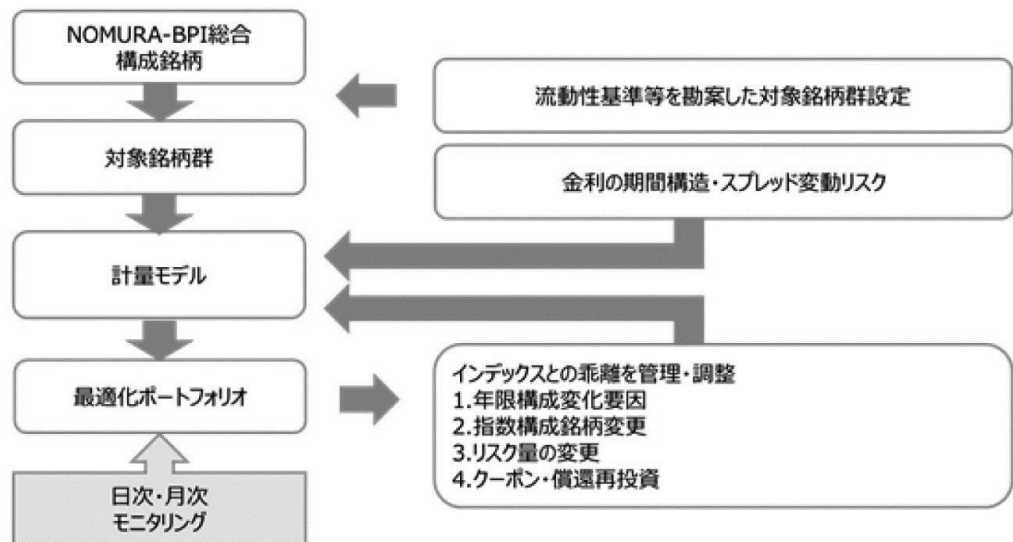 NOMURA-BPI総合
構成銘柄
流動性基準等を勘案した対象銘柄群設定
対象銘柄群
金利の期間構造・スプレッド変動リスク
計量モデル
最適化ポートフォリオ
インデックスとの乖離を管理・調整
1.年限構成変化要因
2.指数構成銘柄変更
3.リスク量の変更
4.クーポン・償還再投資
日次・月次
モニタリング